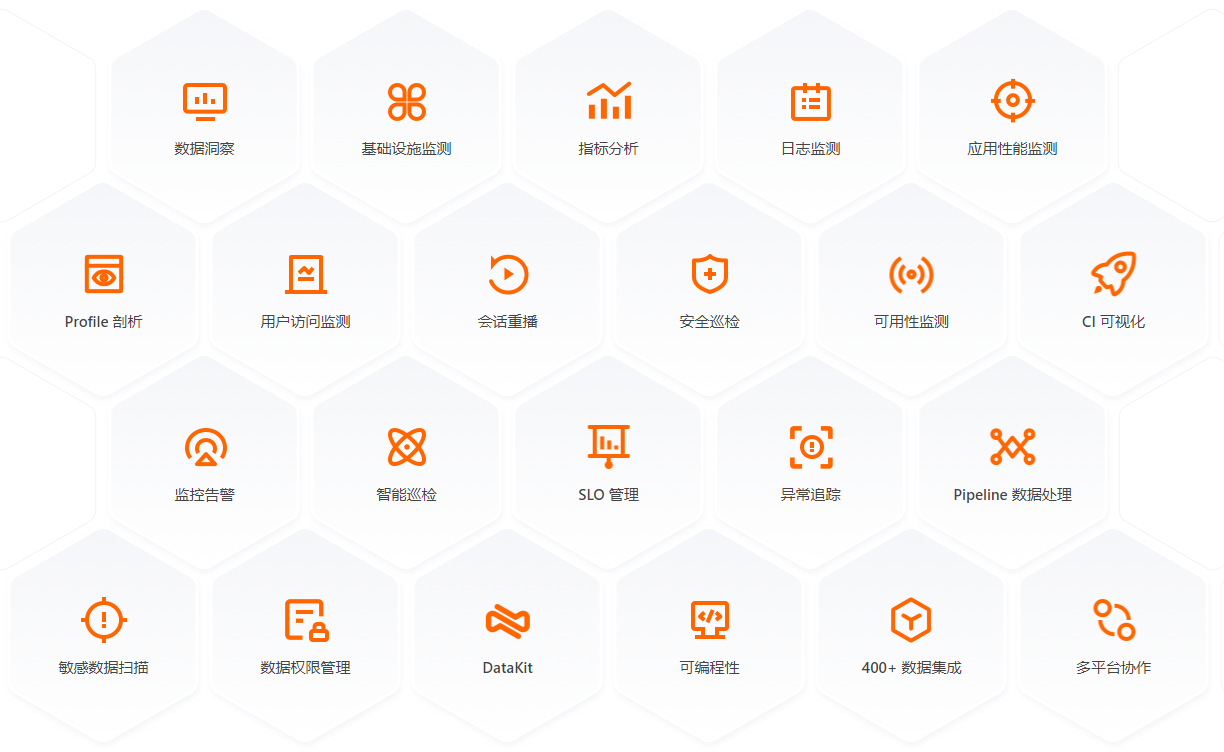 数据洞察
基础设施监测
指标分析
日志监测
应用性能监测
Profile 剖析
用户访问监测
会话重播
安全巡检
可用性监测
CI 可视化
监控告警
智能巡检
SLO 管理
异常追踪
Pipeline 数据处理
敏感数据扫描
数据权限管理
DataKit
可编程性
400+ 数据集成
多平台协作